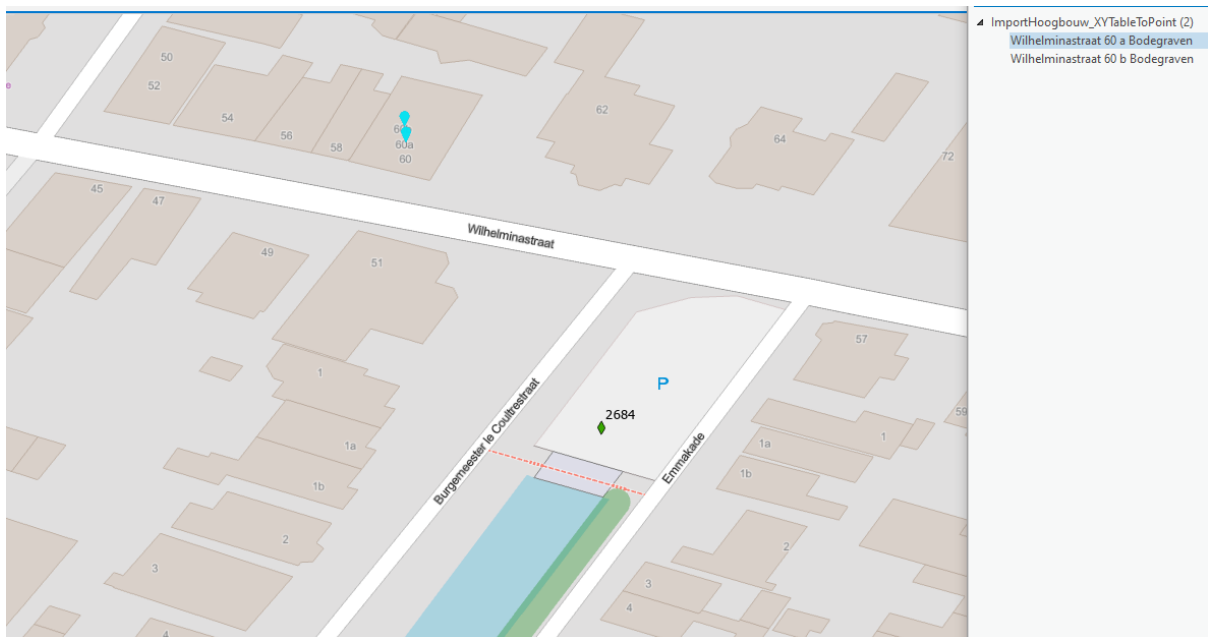 ImportHoogbouw_XYTableToPoint (2)
Wilhelminastraat 60 a Bodegraven
Wilhelminastraat 60 b Bodegraven
50
52
54
56
58
60a
60
62
64
72
45
47
49
51
Wilhelminastraat
57
59
P
2684
Burgemeester le Coultrestraat
Emmakade
1
1a
1b
2
3
4
1
1a
1b
2
3
4